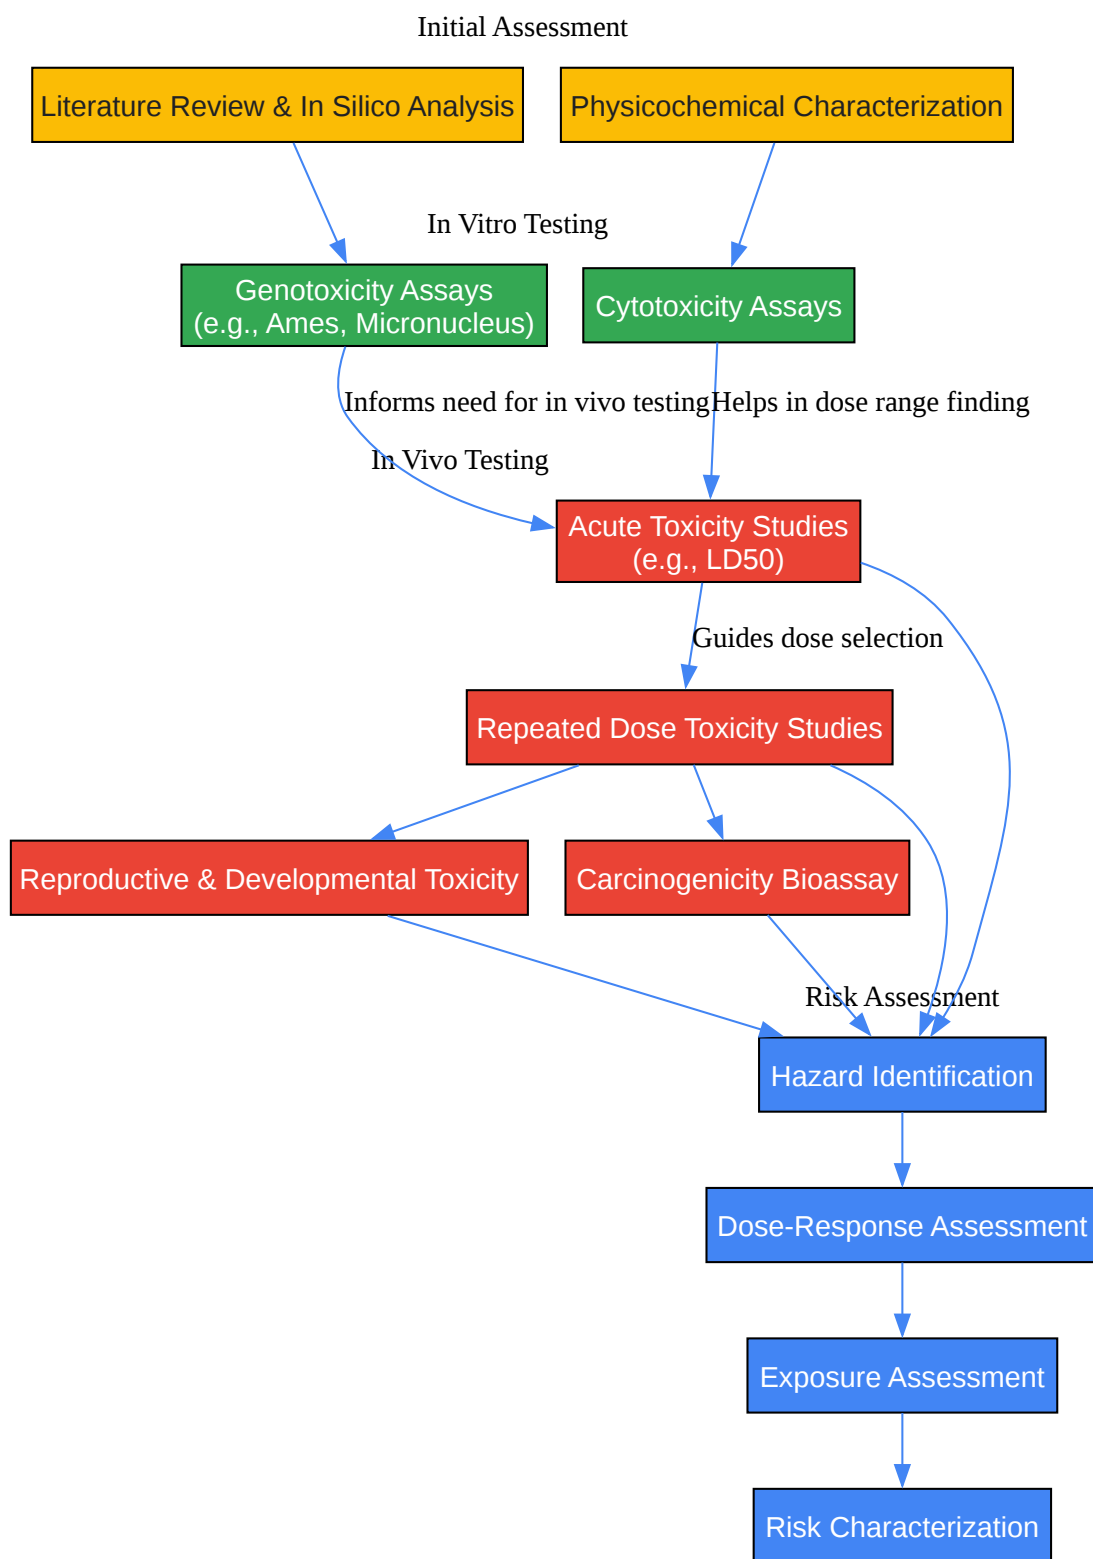 Initial Assessment
Literature Review & In Silico Analysis
Physicochemical Characterization
In Vitro Testing
Genotoxicity Assays
(e.g., Ames, Micronucleus)
Cytotoxicity Assays
Informs need for in vivo testing
Helps in dose range finding
In Vivo Testing
Acute Toxicity Studies
(e.g., LD50)
Guides dose selection
Repeated Dose Toxicity Studies
Reproductive & Developmental Toxicity
Carcinogenicity Bioassay
Risk Assessment
Hazard Identification
Dose-Response Assessment
Exposure Assessment
Risk Characterization